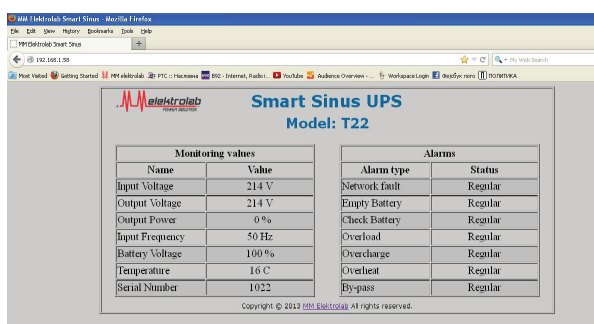 MM Elektrolab Smart Sinus - Mozilla Firefox
File Edit View History Bookmarks Tools Help
MM Elektrolab Smart Sinus +
192.168.1.58 My Web Search
Most Visited Getting Started MM elektrolab РТС :: Насловна B92 - Internet, Radio i... YouTube Audience Overview - ... Workspace Login Фејсбук лого ПОЛИТИКА
MM elektrolab
POWER SOLUTION
Smart Sinus UPS
Model: T22
Monitoring values
Name Value
Input Voltage 214 V
Output Voltage 214 V
Output Power 0 %
Input Frequency 50 Hz
Battery Voltage 100 %
Temperature 16 C
Serial Number 1022
Alarms
Alarm type Status
Network fault Regular
Empty Battery Regular
Check Battery Regular
Overload Regular
Overcharge Regular
Overheat Regular
By-pass Regular
Copyright © 2013 MM Elektrolab All rights reserved.